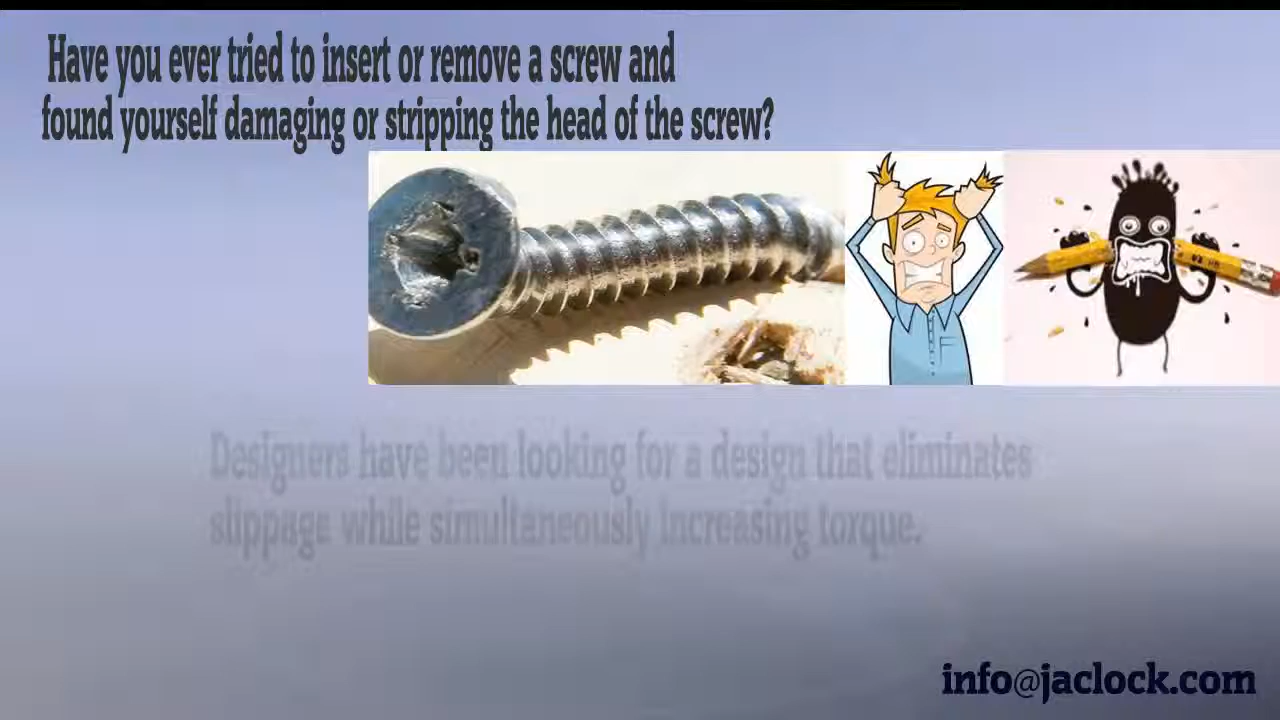 Have you ever tried to insert or remove a screw and
found yourself damaging or stripping the head of the screw?
Designers have been looking for a design that eliminates
slippage while simultaneously increasing torque.
info@jaclock.com